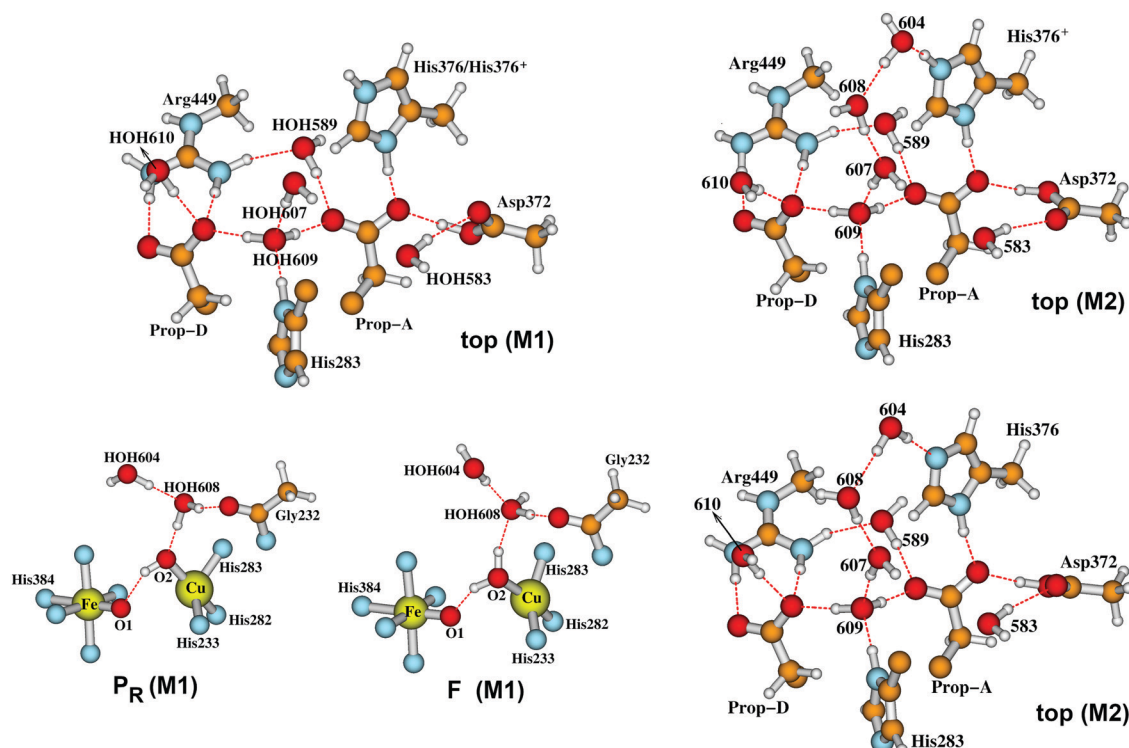 His376/His376⁺
Arg449
HOH610
HOH589
HOH607
HOH609
Asp372
HOH583
Prop–D
Prop–A
His283
top (M1)
604
His376⁺
Arg449
608
589
607
610
609
Asp372
583
Prop–D
Prop–A
His283
top (M2)
HOH604
HOH608
Gly232
His283
His384
Fe
O1
O2
Cu
His282
His233
P_R (M1)
Gly232
HOH604
HOH608
His283
His384
Fe
O1
O2
Cu
His282
His233
F (M1)
604
His376
Arg449
608
610
589
607
609
Asp372
583
Prop–D
Prop–A
His283
top (M2)